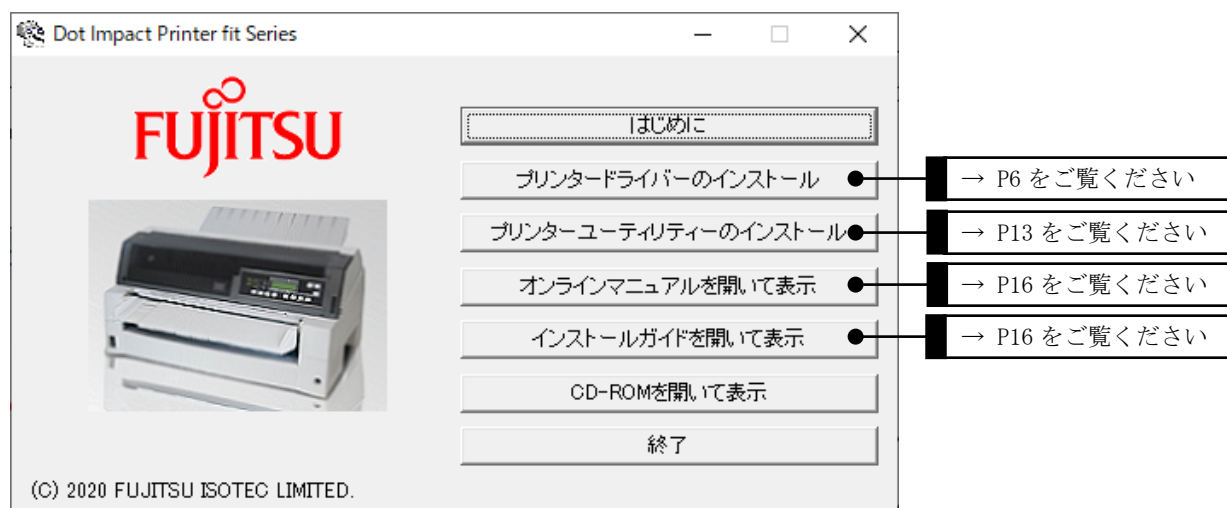 Dot Impact Printer fit Series
FUJITSU
はじめに
プリンタードライバーのインストール
→ P6 をご覧ください
プリンターユーティリティーのインストール
→ P13 をご覧ください
オンラインマニュアルを開いて表示
→ P16 をご覧ください
インストールガイドを開いて表示
→ P16 をご覧ください
CD-ROMを開いて表示
終了
(C) 2020 FUJITSU ISOTEC LIMITED.